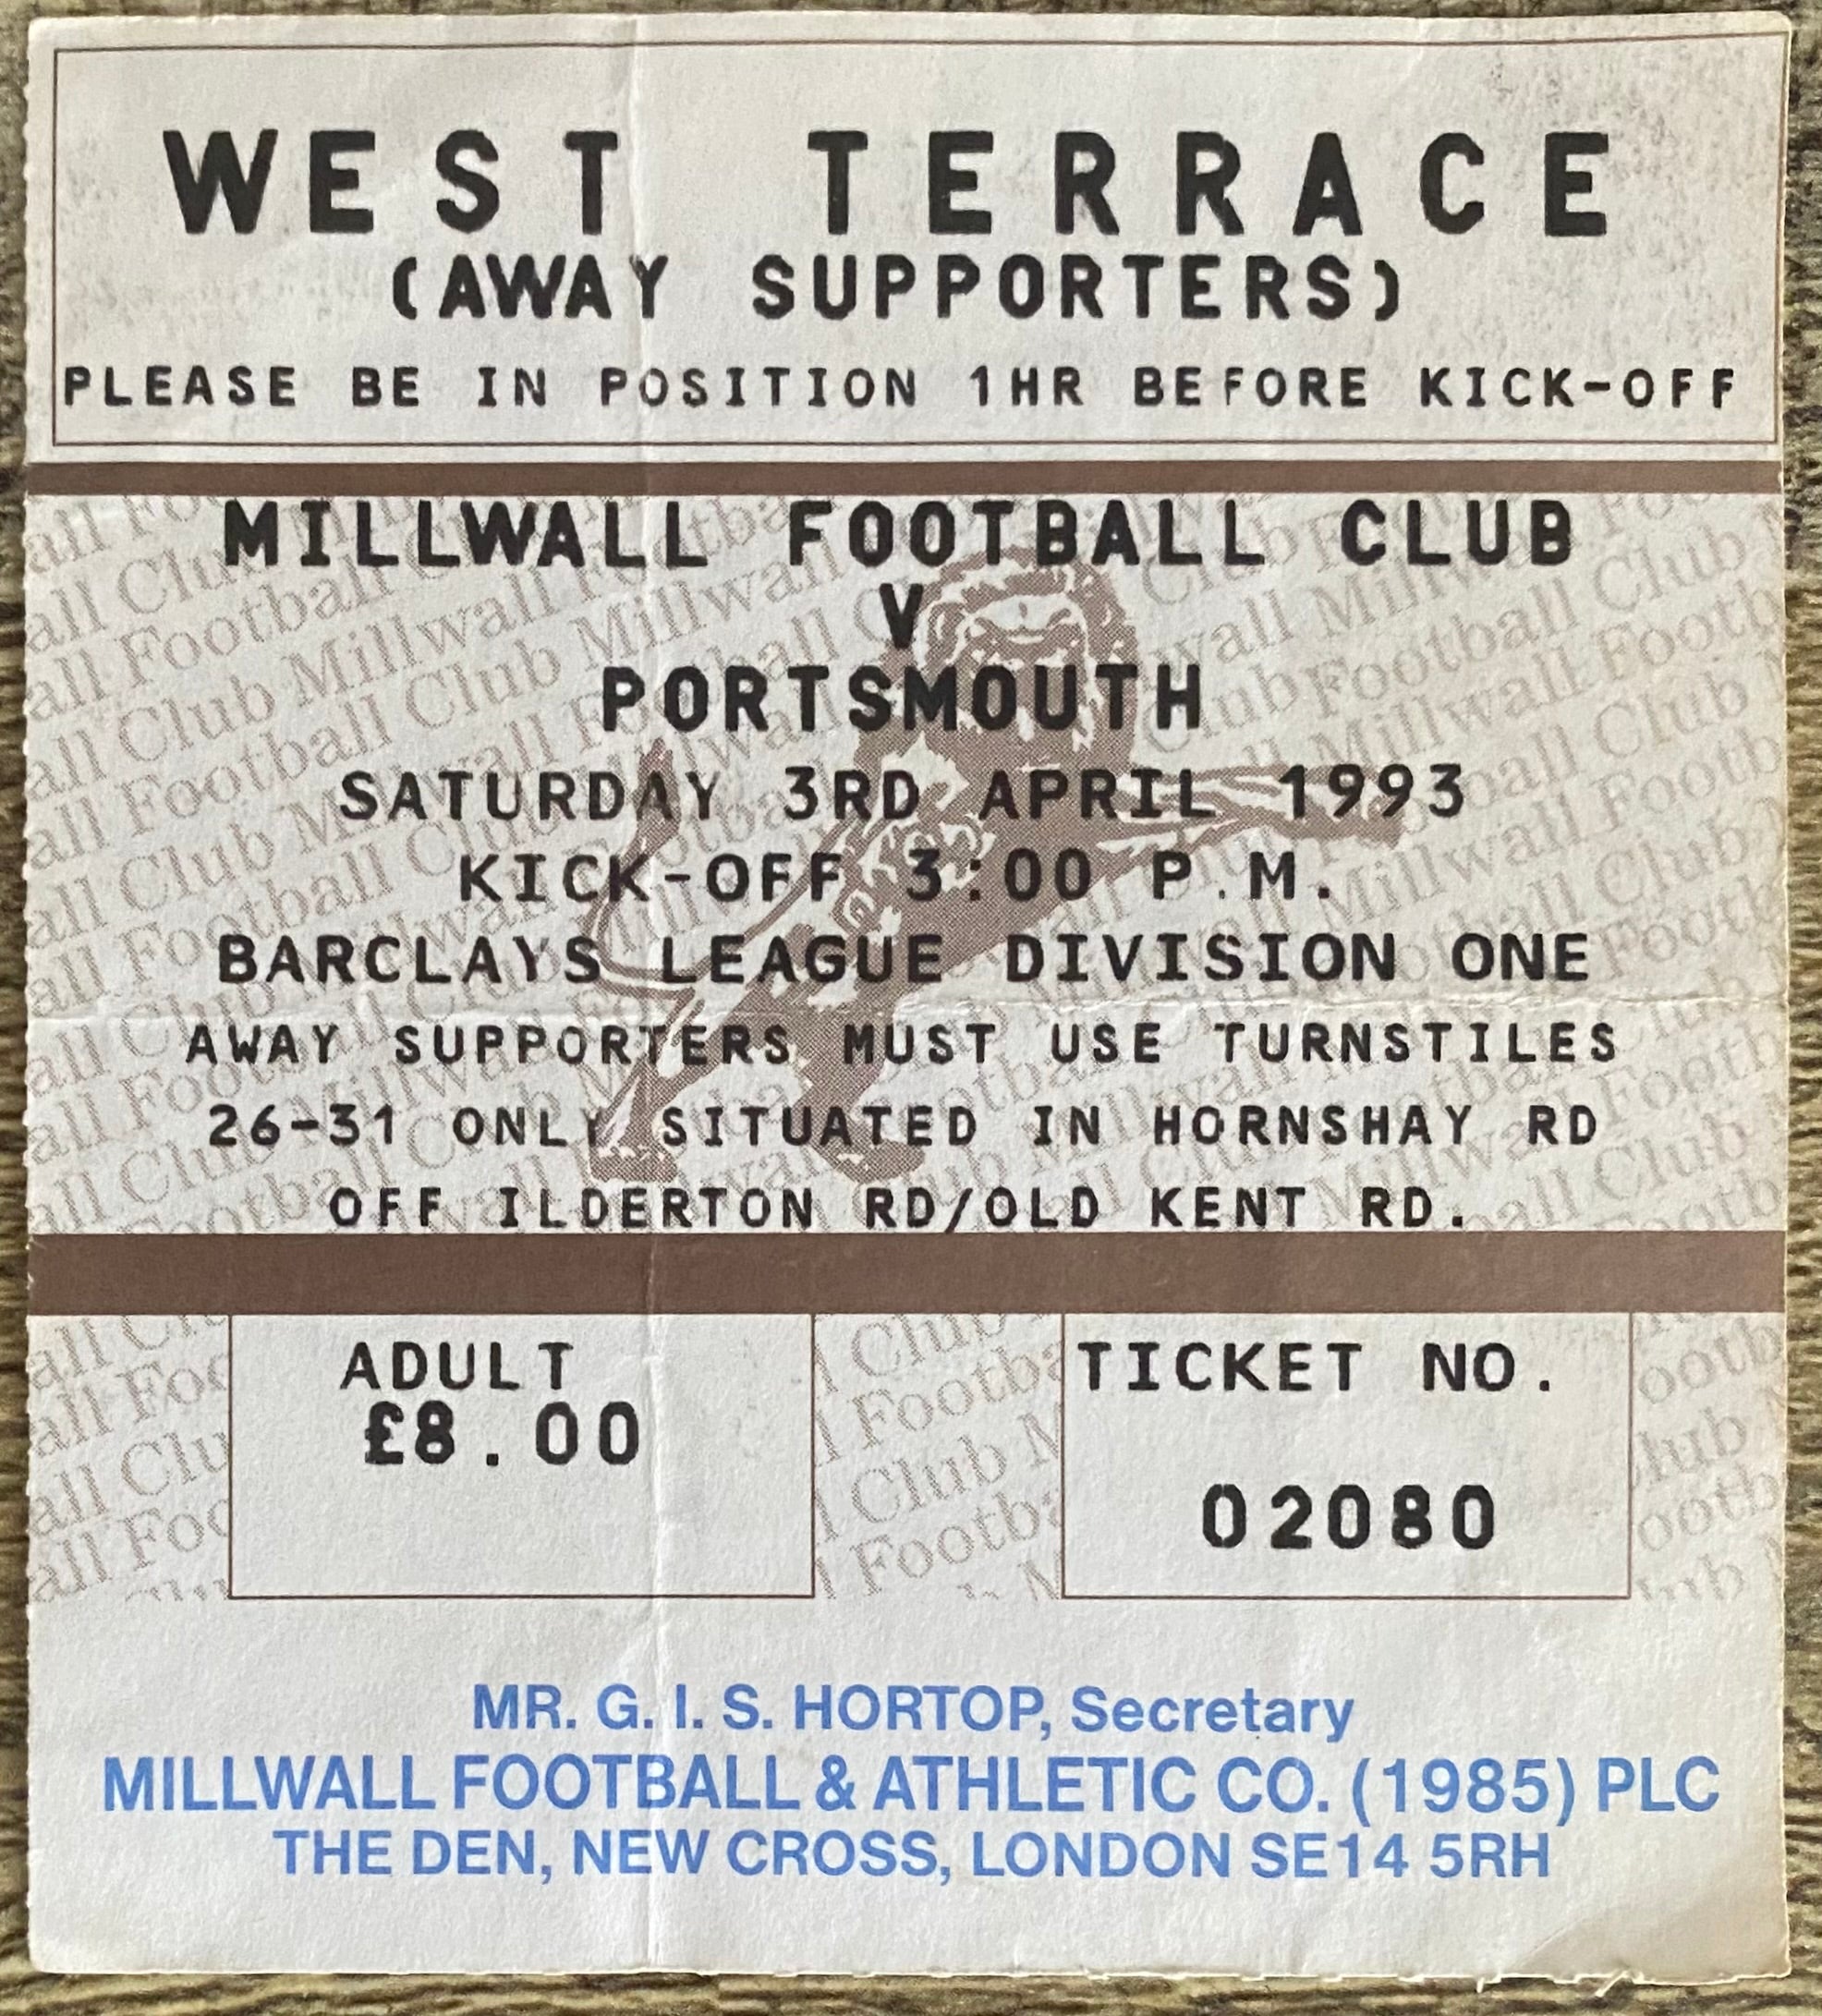 WEST TERRACE
(AWAY SUPPORTERS)
PLEASE BE IN POSITION 1HR BEFORE KICK-OFF
MILLWALL FOOTBALL CLUB
V
PORTSMOUTH
SATURDAY 3RD APRIL 1993
KICK-OFF 3:00 P.M.
BARCLAYS LEAGUE DIVISION ONE
AWAY SUPPORTERS MUST USE TURNSTILES
26-31 ONLY SITUATED IN HORNSHAY RD
OFF ILDERTON RD/OLD KENT RD.
ADULT
£8.00
TICKET NO.
02080
MR. G. I. S. HORTOP, Secretary
MILLWALL FOOTBALL & ATHLETIC CO. (1985) PLC
THE DEN, NEW CROSS, LONDON SE14 5RH